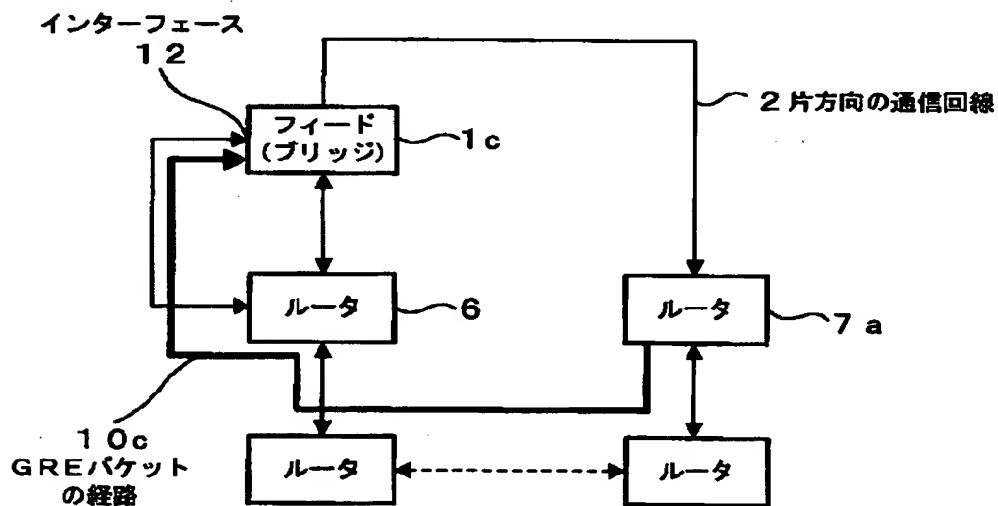 インターフェース
１２
フィード
(ブリッジ)
１ｃ
２片方向の通信回線
ルータ
６
ルータ
７ａ
１０ｃ
ＧＲＥパケット
の経路
ルータ
ルータ